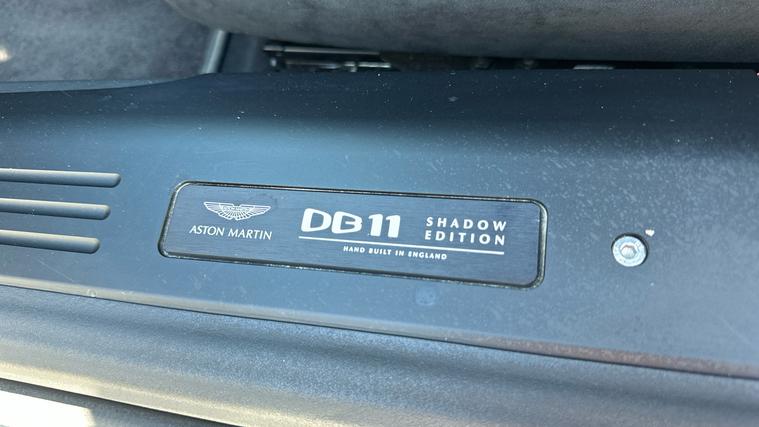 ASTON MARTIN
DB11
SHADOW
EDITION
HAND BUILT IN ENGLAND